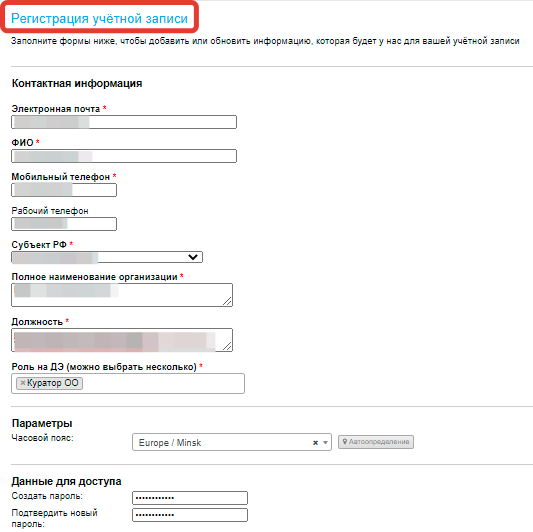 Регистрация учётной записи
Заполните формы ниже, чтобы добавить или обновить информацию, которая будет у нас для вашей учётной записи
Контактная информация
Электронная почта *
ФИО *
Мобильный телефон *
Рабочий телефон
Субъект РФ *
Полное наименование организации *
Должность *
Роль на ДЭ (можно выбрать несколько) *
× Куратор ОО
Параметры
Часовой пояс: Europe / Minsk × Автоопределение
Данные для доступа
Создать пароль: ••••••••••••
Подтвердить новый ••••••••••••
пароль: